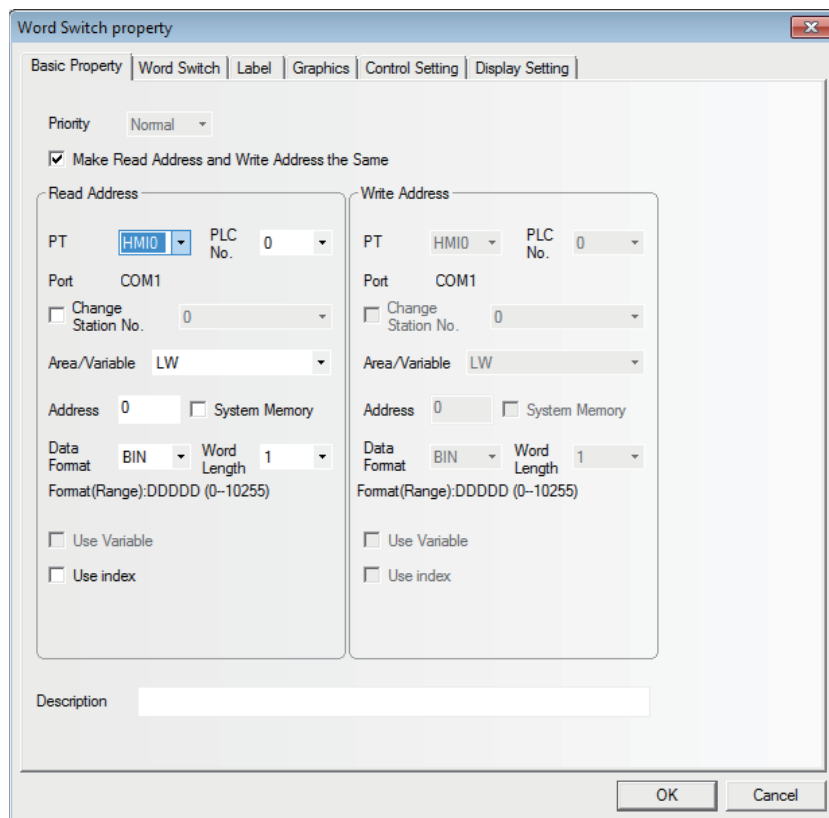 Word Switch property
Basic Property Word Switch Label Graphics Control Setting Display Setting
Priority Normal
Make Read Address and Write Address the Same
Read Address
PT HMI0 PLC No. 0
Port COM1
Change Station No. 0
Area/Variable LW
Address 0 System Memory
Data Format BIN Word Length 1
Format(Range):DDDDD (0--10255)
Use Variable
Use index
Write Address
PT HMI0 PLC No. 0
Port COM1
Change Station No. 0
Area/Variable LW
Address 0 System Memory
Data Format BIN Word Length 1
Format(Range):DDDDD (0--10255)
Use Variable
Use index
Description
OK Cancel